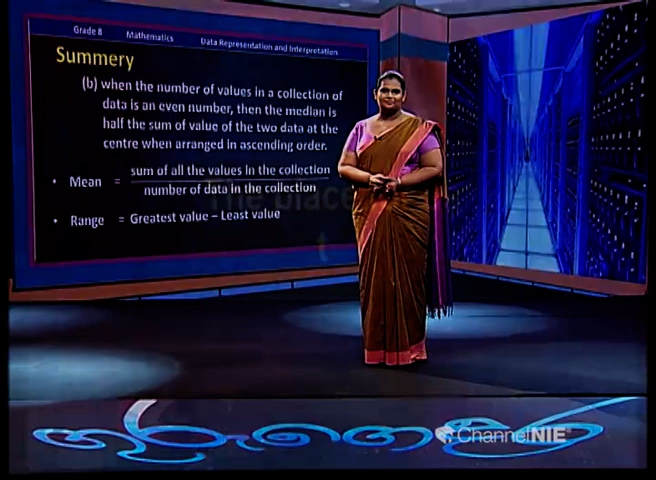 Grade 8 Mathematics Data Representation and Interpretation
Summery
(b) when the number of values in a collection of
data is an even number, then the median is
half the sum of value of the two data at the
centre when arranged in ascending order.
• Mean = sum of all the values in the collection
number of data in the collection
• Range = Greatest value – Least value
The place
ගුරුගෙදර
ChannelNIE